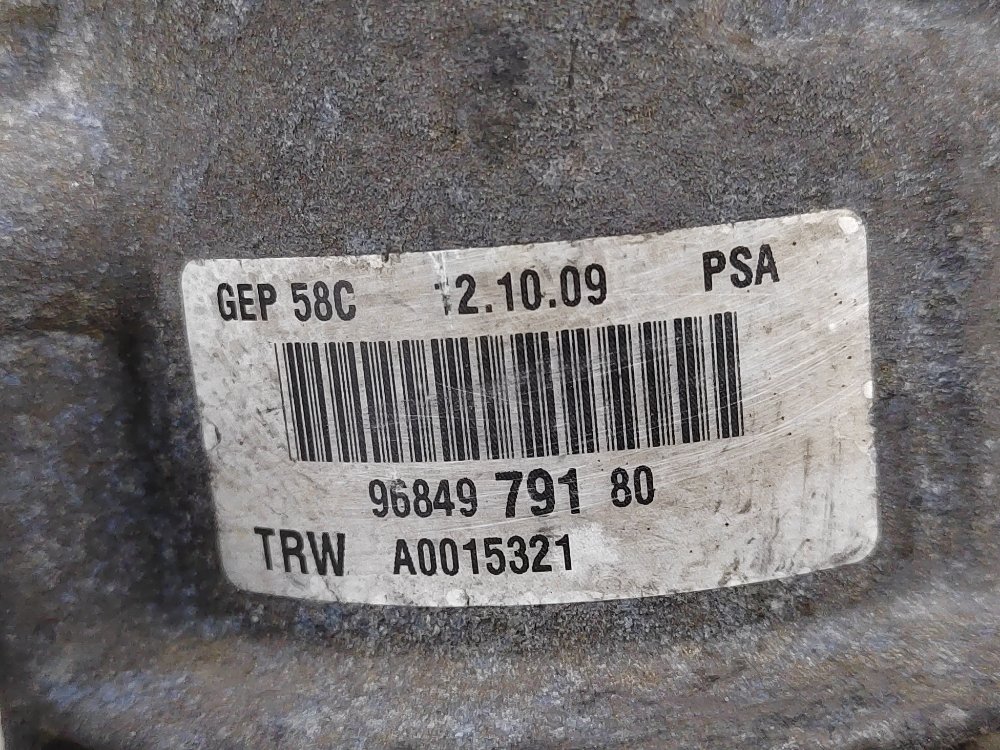 GEP 58C 12.10.09 PSA
96849 791 80
TRW A0015321